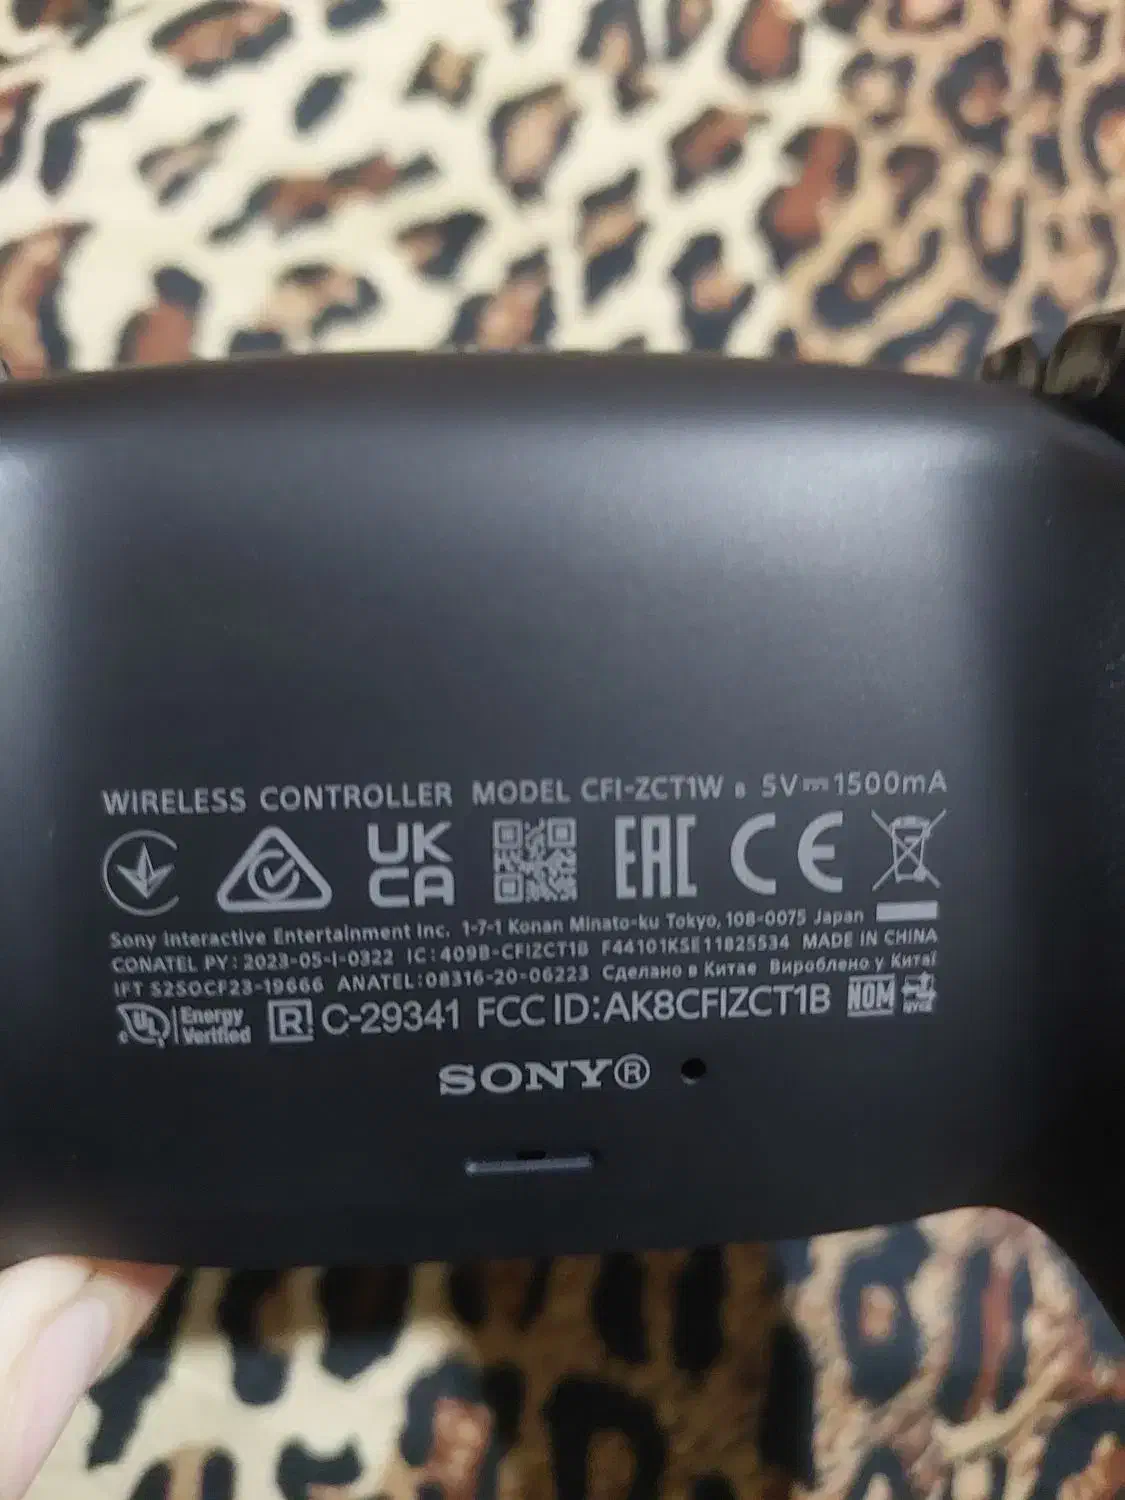 WIRELESS CONTROLLER MODEL CFI-ZCT1W B 5V⎓1500mA
UK CA EAC CE
Sony Interactive Entertainment Inc. 1-7-1 Konan Minato-ku Tokyo, 108-0075 Japan
CONATEL PY: 2023-05-I-0322 IC:409B-CFIZCT1B F44101KSE11825534 MADE IN CHINA
IFT S2SOCF23-19666 ANATEL:08316-20-06223 Сделано в Китае Вироблено у Китаї
c UL Energy Verified R C-29341 FCC ID:AK8CFIZCT1B NOM NYCE
SONY®